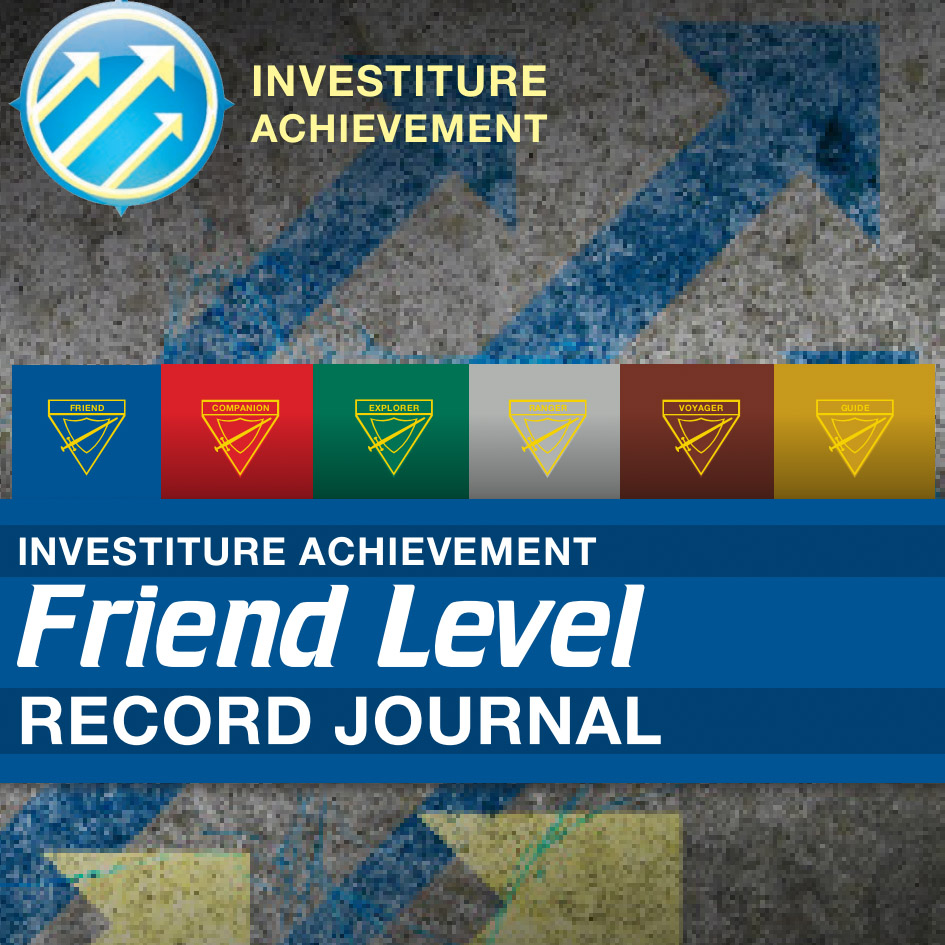 INVESTITURE
ACHIEVEMENT
FRIEND
COMPANION
EXPLORER
RANGER
VOYAGER
GUIDE
INVESTITURE ACHIEVEMENT
Friend Level
RECORD JOURNAL